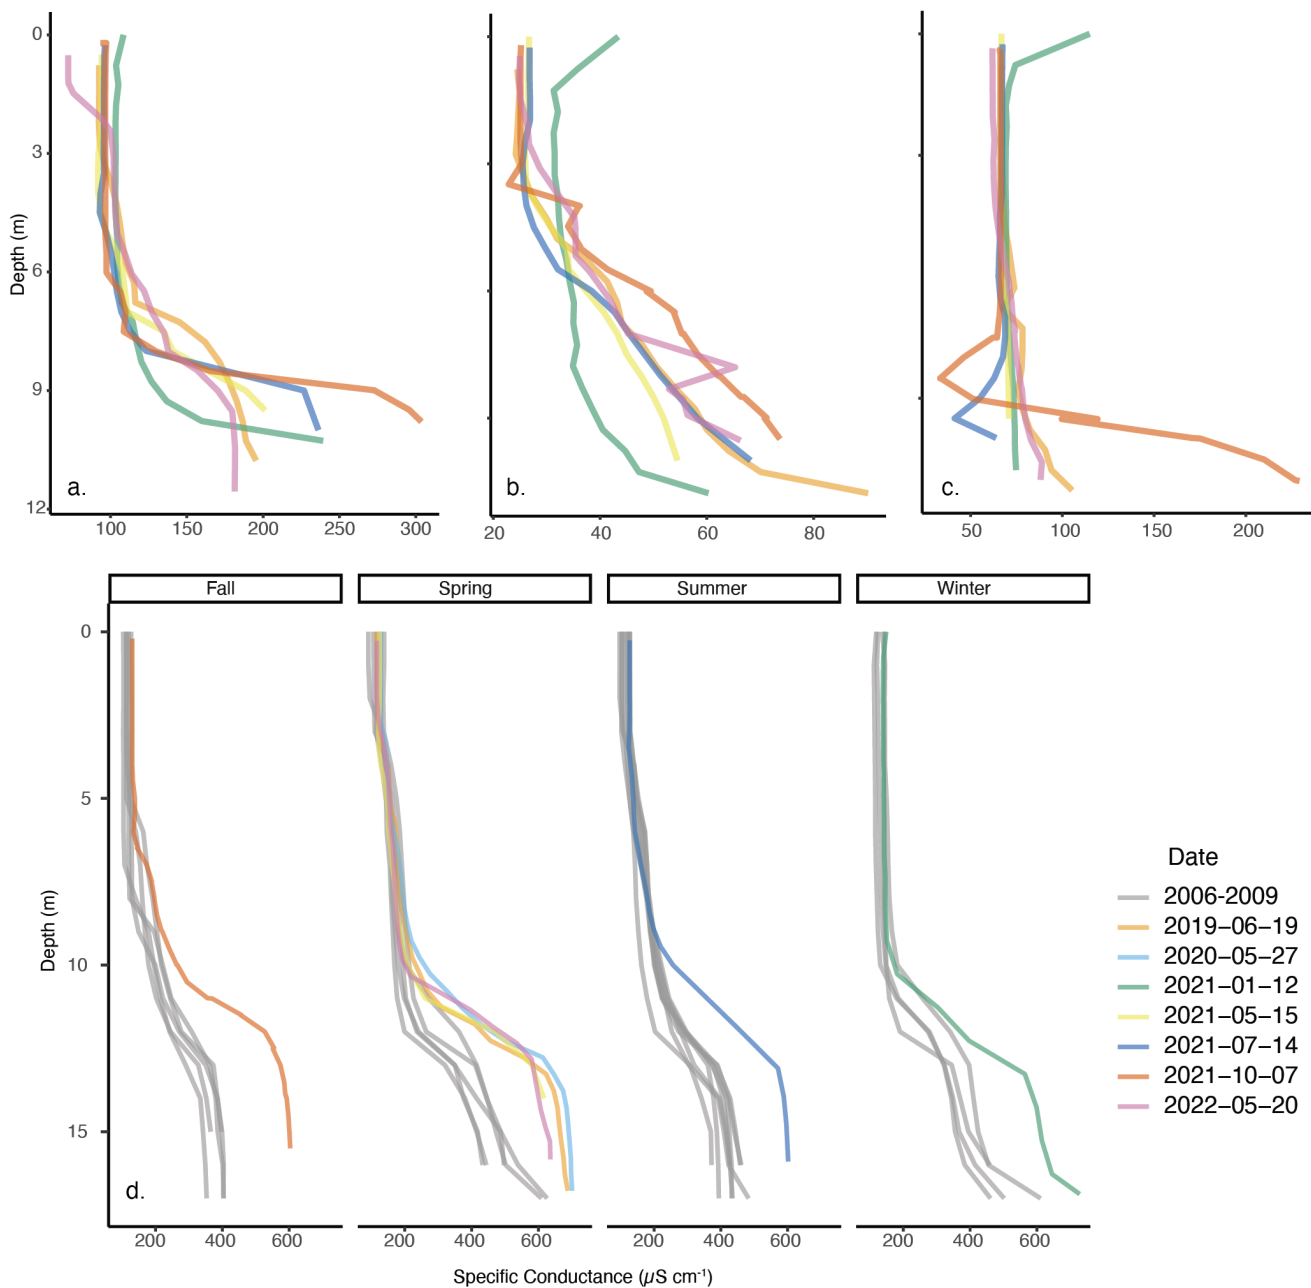 0
3
6
9
12
Depth (m)
a.
100 150 200 250 300
b.
20 40 60 80
c.
50 100 150 200
Fall Spring Summer Winter
0
5
10
15
Depth (m)
d.
200 400 600 200 400 600 200 400 600 200 400 600
Specific Conductance (µS cm⁻¹)
Date
2006-2009
2019−06−19
2020−05−27
2021−01−12
2021−05−15
2021−07−14
2021−10−07
2022−05−20